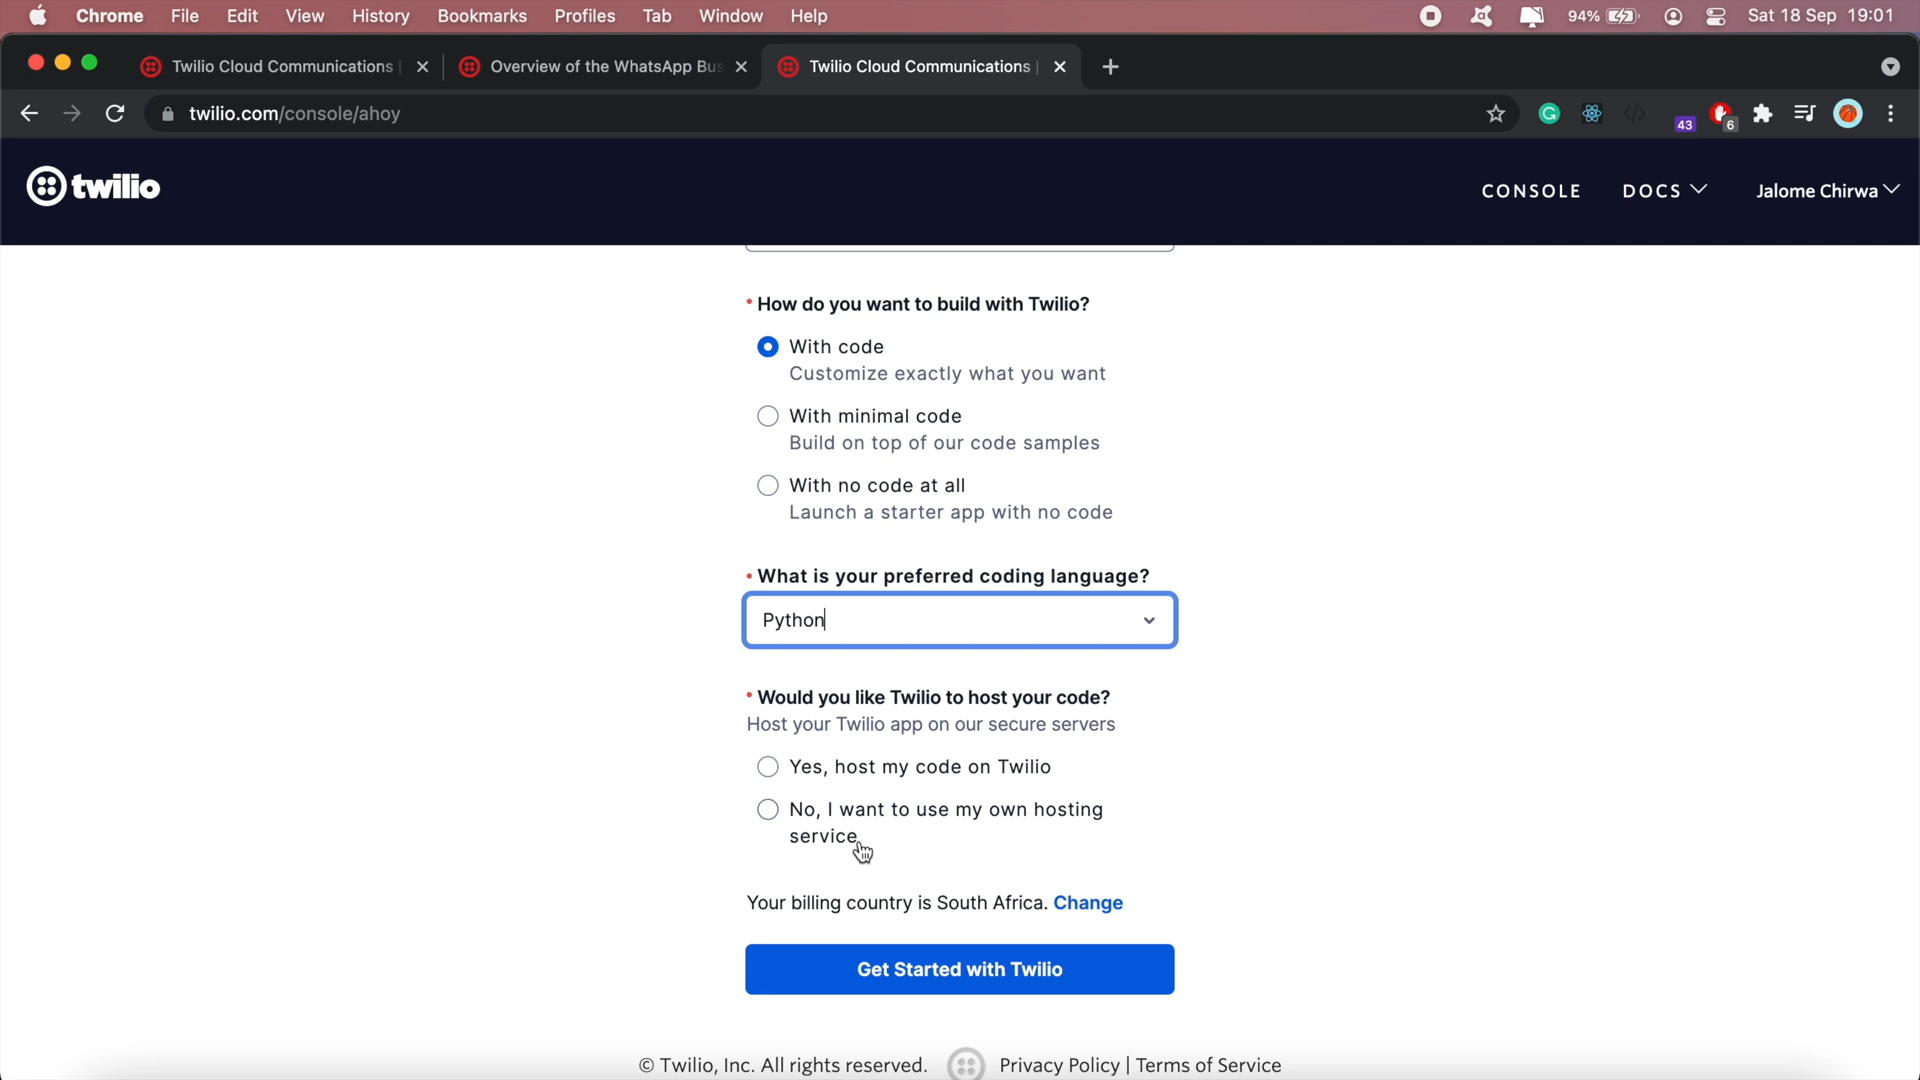 Chrome File Edit View History Bookmarks Profiles Tab Window Help 94% Sat 18 Sep 19:01
Twilio Cloud Communications | Overview of the WhatsApp Bus Twilio Cloud Communications |
twilio.com/console/ahoy 43 6
twilio CONSOLE DOCS Jalome Chirwa
* How do you want to build with Twilio?
With code
Customize exactly what you want
With minimal code
Build on top of our code samples
With no code at all
Launch a starter app with no code
* What is your preferred coding language?
Python
* Would you like Twilio to host your code?
Host your Twilio app on our secure servers
Yes, host my code on Twilio
No, I want to use my own hosting
service
Your billing country is South Africa. Change
Get Started with Twilio
© Twilio, Inc. All rights reserved. Privacy Policy | Terms of Service